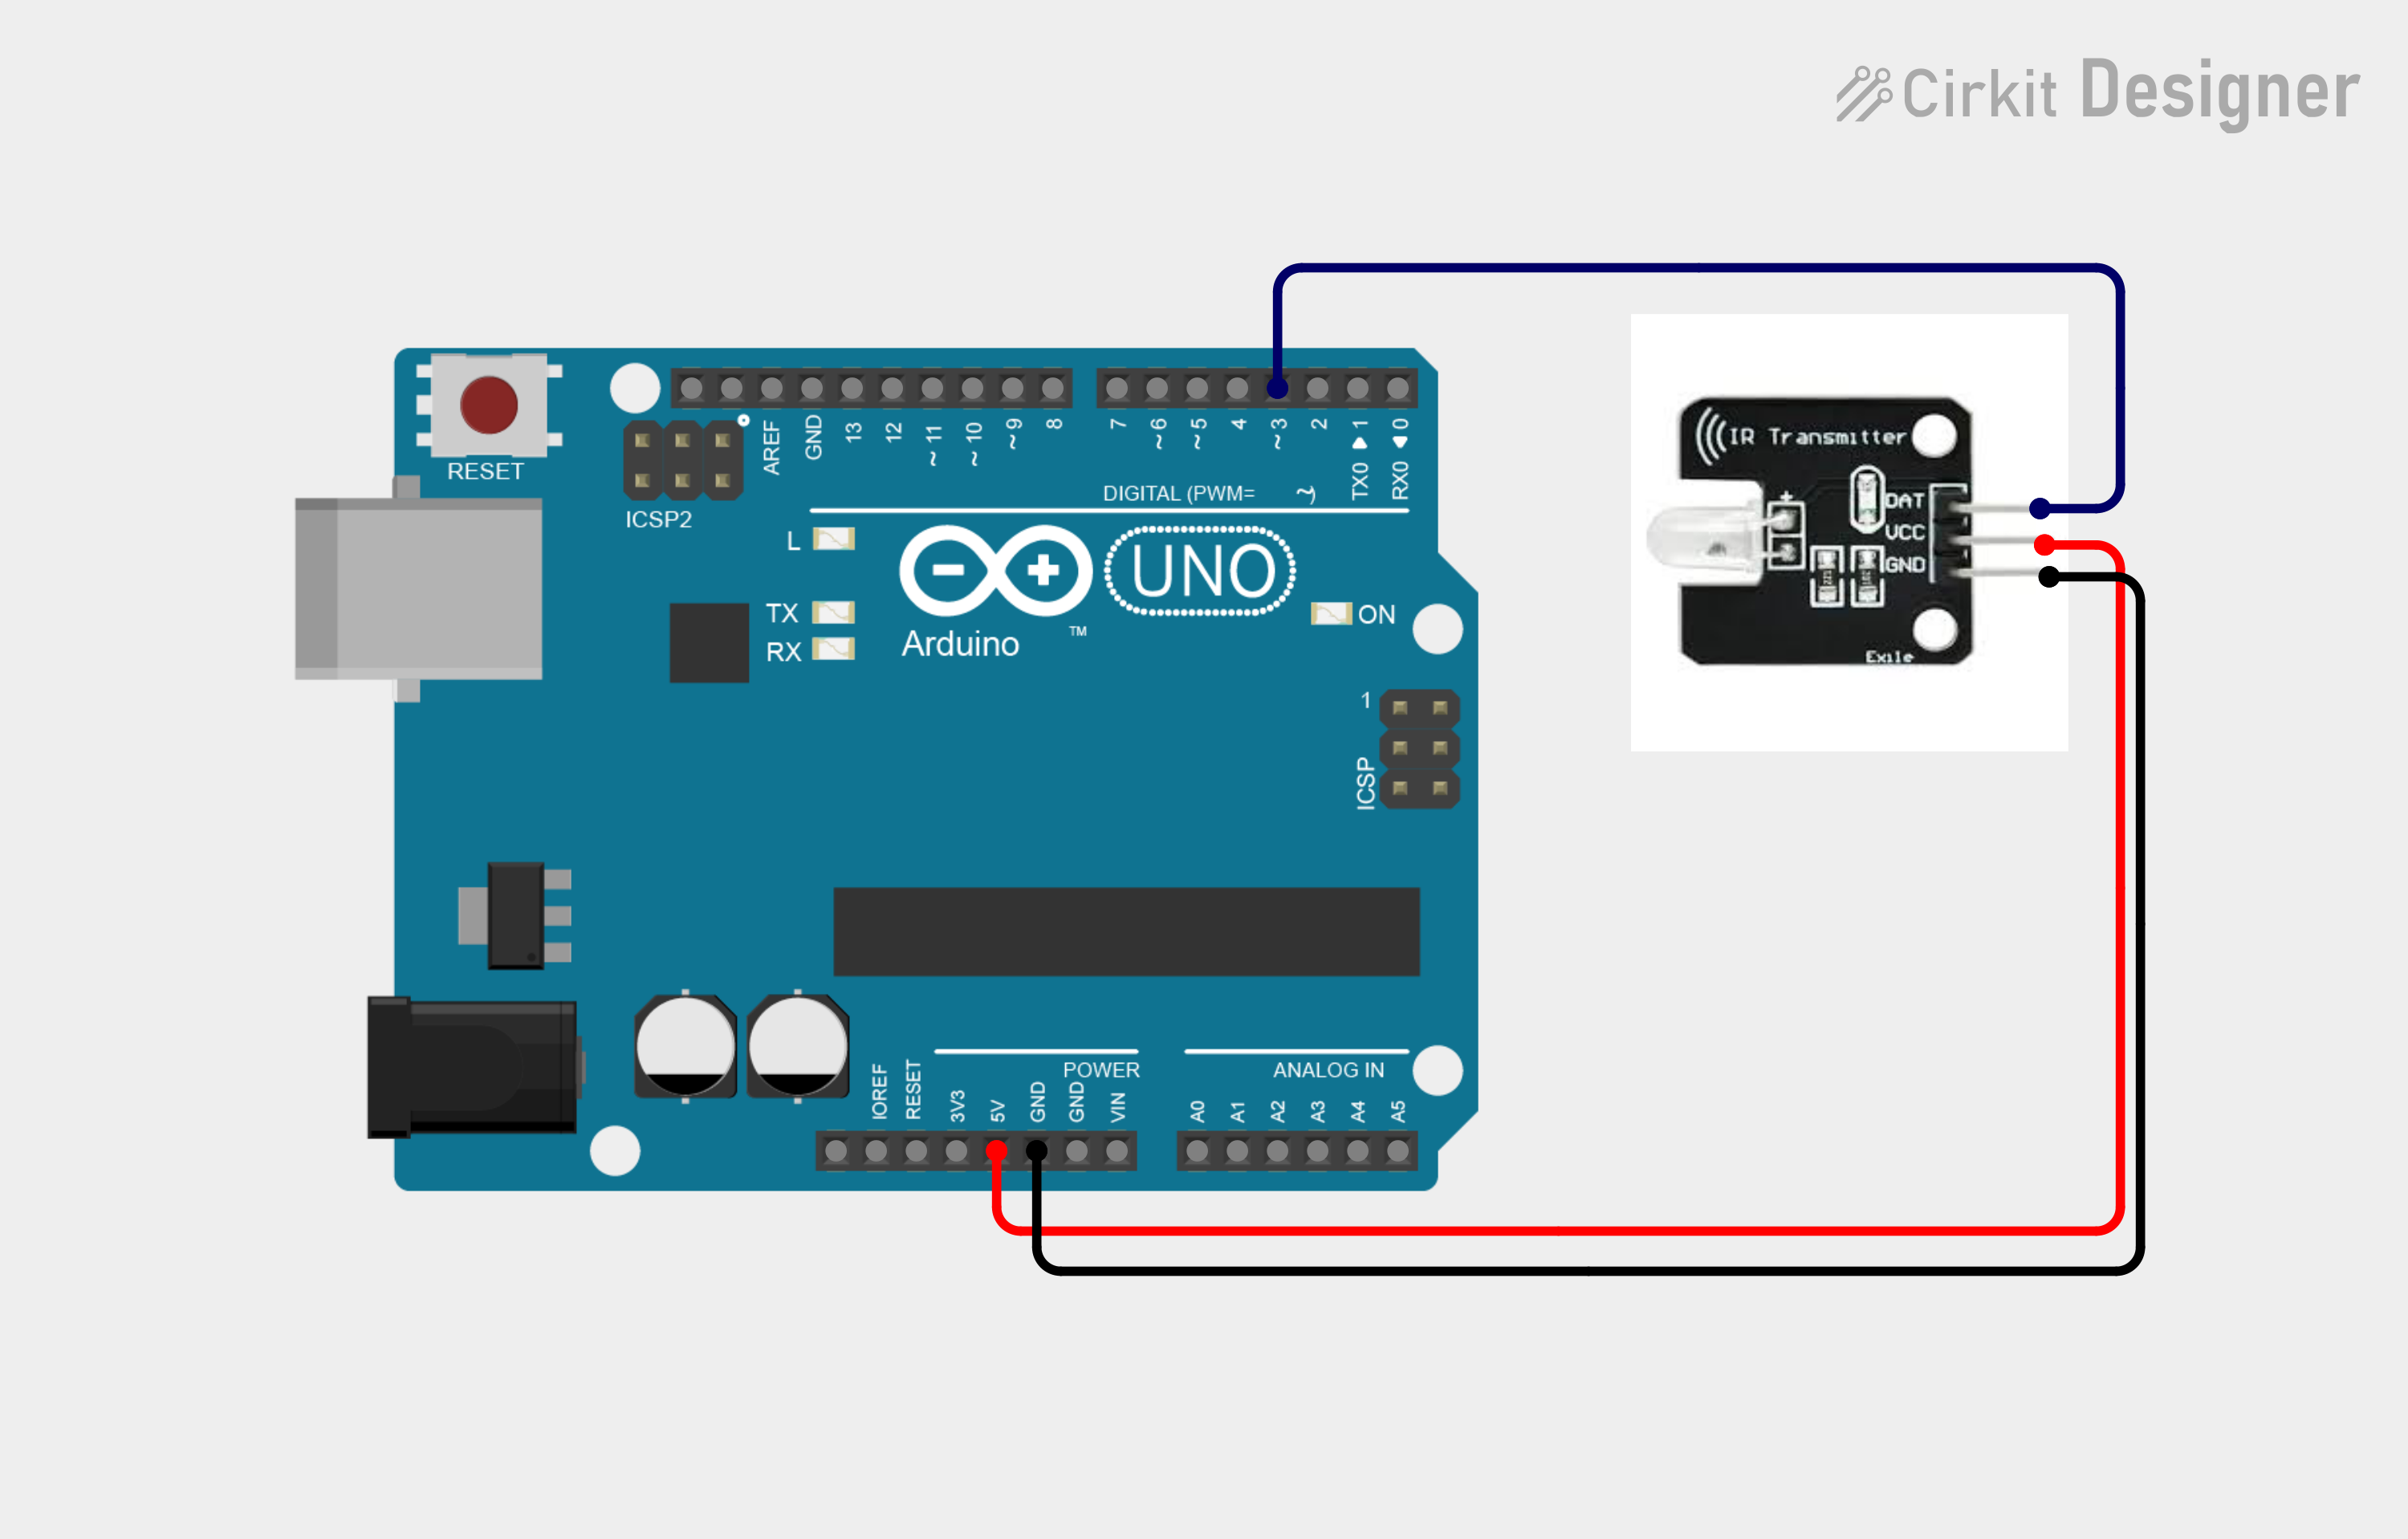 Cirkit Designer
RESET
ICSP2
AREF
GND
13
12
~11
~10
~9
8
7
~6
~5
4
~3
2
TX0 ▶ 1
RX0 ◀ 0
DIGITAL (PWM= ~)
L
TX
RX
UNO
Arduino
TM
ON
1
ICSP
IR Transmitter
+
DAT
VCC
GND
Exile
POWER
ANALOG IN
IOREF
RESET
3V3
5V
GND
GND
VIN
A0
A1
A2
A3
A4
A5